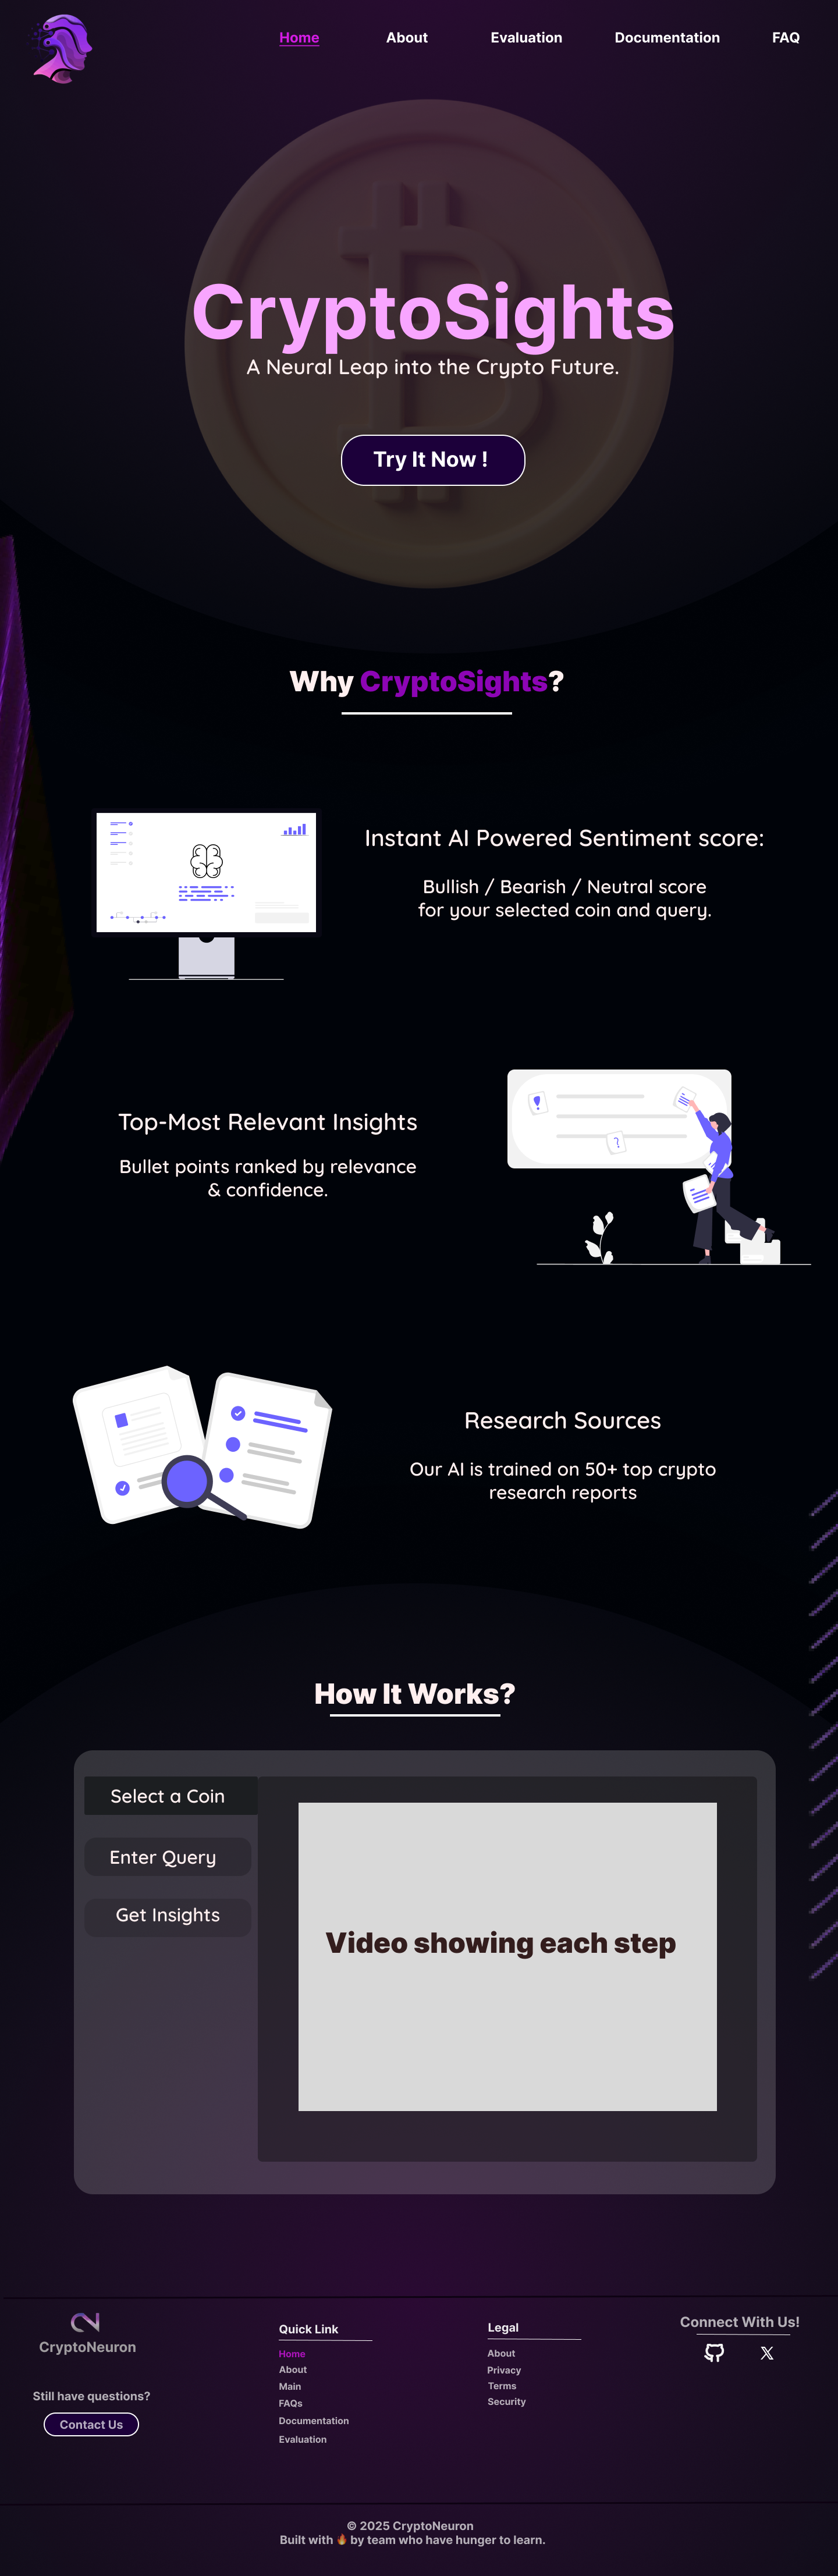 Home About Evaluation Documentation FAQ
CryptoSights
A Neural Leap into the Crypto Future.
Try It Now !
Why CryptoSights?
Instant AI Powered Sentiment score:
Bullish / Bearish / Neutral score
for your selected coin and query.
Top-Most Relevant Insights
Bullet points ranked by relevance
& confidence.
Research Sources
Our AI is trained on 50+ top crypto
research reports
How It Works?
Select a Coin
Enter Query
Get Insights
Video showing each step
CryptoNeuron
Still have questions?
Contact Us
Quick Link
Home
About
Main
FAQs
Documentation
Evaluation
Legal
About
Privacy
Terms
Security
Connect With Us!
© 2025 CryptoNeuron
Built with 🔥 by team who have hunger to learn.